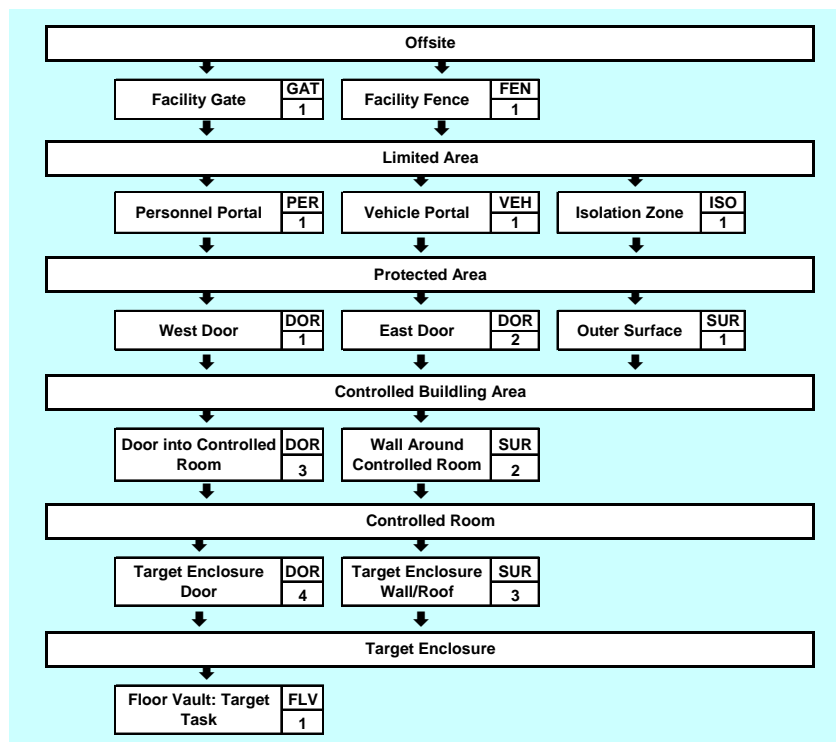 Offsite
Facility Gate GAT 1
Facility Fence FEN 1
Limited Area
Personnel Portal PER 1
Vehicle Portal VEH 1
Isolation Zone ISO 1
Protected Area
West Door DOR 1
East Door DOR 2
Outer Surface SUR 1
Controlled Buildling Area
Door into Controlled DOR
Room 3
Wall Around SUR
Controlled Room 2
Controlled Room
Target Enclosure DOR
Door 4
Target Enclosure SUR
Wall/Roof 3
Target Enclosure
Floor Vault: Target FLV
Task 1